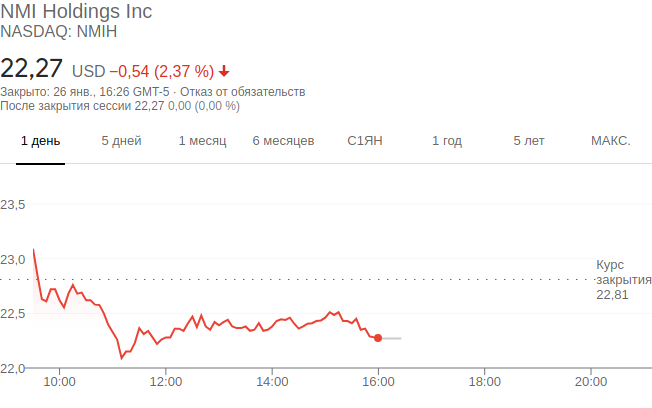 NMI Holdings Inc
NASDAQ: NMIH
22,27 USD −0,54 (2,37 %)
Закрыто: 26 янв., 16:26 GMT-5 · Отказ от обязательств
После закрытия сессии 22,27 0,00 (0,00 %)
1 день 5 дней 1 месяц 6 месяцев С1ЯН 1 год 5 лет МАКС.
23,5
23,0
Курс
закрытия
22,81
22,5
22,0
10:00 12:00 14:00 16:00 18:00 20:00